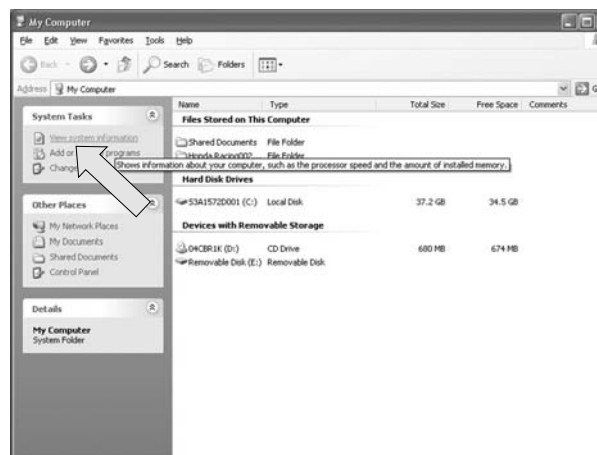 My Computer
File Edit View Favorites Tools Help
Back Search Folders
Address My Computer
Name Type Total Size Free Space Comments
System Tasks
View system information
Add or programs
Change
Shows information about your computer, such as the processor speed and the amount of installed memory.
Other Places
My Network Places
My Documents
Shared Documents
Control Panel
Details
My Computer
System Folder
Files Stored on This Computer
Shared Documents File Folder
Honda Racing002 File Folder
Hard Disk Drives
53A1572D001 (C:) Local Disk 37.2 GB 34.5 GB
Devices with Removable Storage
04CBR1K (D:) CD Drive 680 MB 674 MB
Removable Disk (E:) Removable Disk